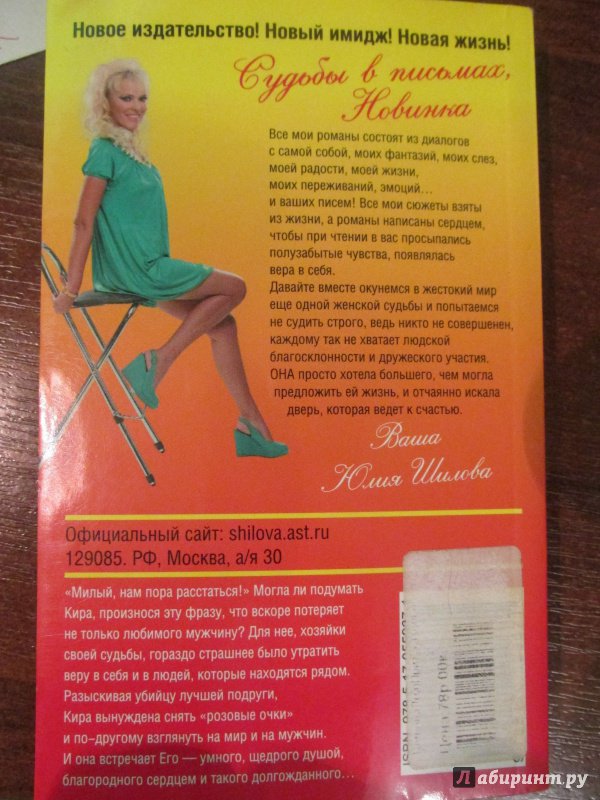 Новое издательство! Новый имидж! Новая жизнь!
Судьбы в письмах,
Новинка
Все мои романы состоят из диалогов
с самой собой, моих фантазий, моих слез,
моей радости, моей жизни,
моих переживаний, эмоций...
и ваших писем! Все мои сюжеты взяты
из жизни, а романы написаны сердцем,
чтобы при чтении в вас просыпались
полузабытые чувства, появлялась
вера в себя.
Давайте вместе окунемся в жестокий мир
еще одной женской судьбы и попытаемся
не судить строго, ведь никто не совершенен,
каждому так не хватает людской
благосклонности и дружеского участия.
ОНА просто хотела большего, чем могла
предложить ей жизнь, и отчаянно искала
дверь, которая ведет к счастью.
Ваша
Юлия Шилова
Официальный сайт: shilova.ast.ru
129085. РФ, Москва, а/я 30
«Милый, нам пора расстаться!» Могла ли подумать
Кира, произнося эту фразу, что вскоре потеряет
не только любимого мужчину? Для нее, хозяйки
своей судьбы, гораздо страшнее было утратить
веру в себя и в людей, которые находятся рядом.
Разыскивая убийцу лучшей подруги,
Кира вынуждена снять «розовые очки»
и по–другому взглянуть на мир и на мужчин.
И она встречает Его — умного, щедрого душой,
благородного сердцем и такого долгожданного...
ISBN 978-5-17
Цена 78р.00к
Лабиринт.ру